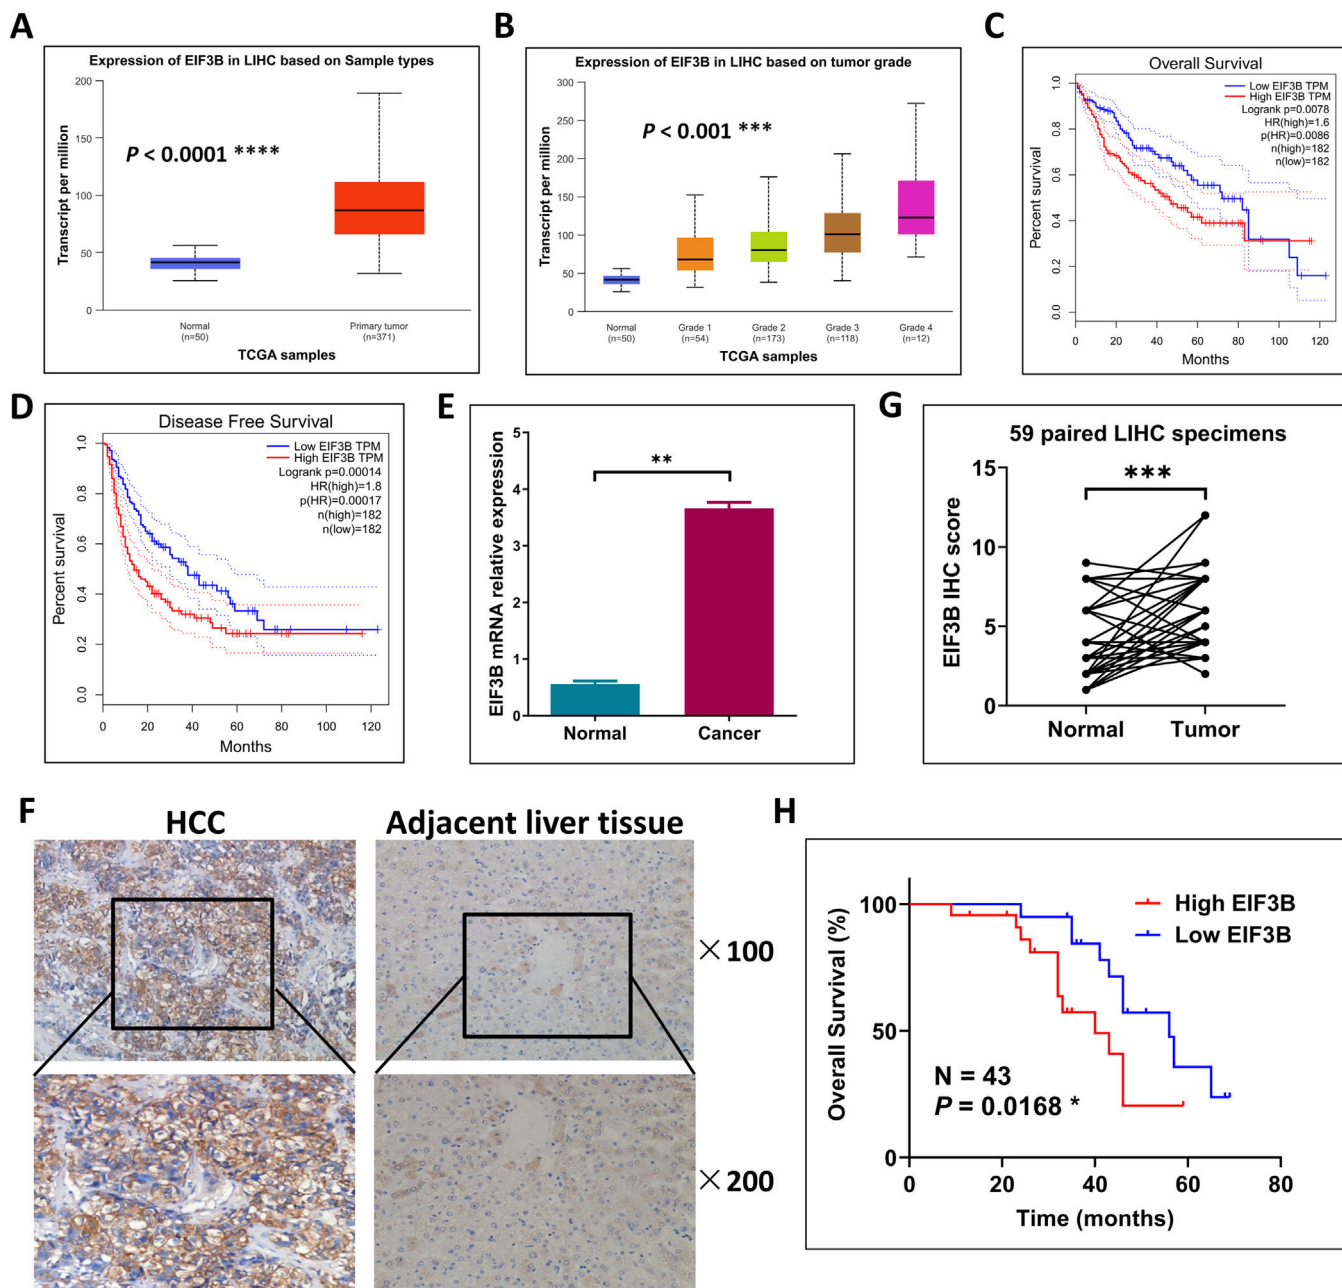 A
Expression of EIF3B in LIHC based on Sample types
Transcript per million
200
150
100
50
0
P < 0.0001 ****
Normal
(n=50)
Primary tumor
(n=371)
TCGA samples
B
Expression of EIF3B in LIHC based on tumor grade
Transcript per million
300
250
200
150
100
50
0
P < 0.001 ***
Normal
(n=50)
Grade 1
(n=54)
Grade 2
(n=173)
Grade 3
(n=118)
Grade 4
(n=12)
TCGA samples
C
Overall Survival
Low EIF3B TPM
High EIF3B TPM
Logrank p=0.0078
HR(high)=1.6
p(HR)=0.0086
n(high)=182
n(low)=182
Percent survival
1.0
0.8
0.6
0.4
0.2
0.0
0 20 40 60 80 100 120
Months
D
Disease Free Survival
Low EIF3B TPM
High EIF3B TPM
Logrank p=0.00014
HR(high)=1.8
p(HR)=0.00017
n(high)=182
n(low)=182
Percent survival
1.0
0.8
0.6
0.4
0.2
0.0
0 20 40 60 80 100 120
Months
E
EIF3B mRNA relative expression
5
4
3
2
1
0
**
Normal Cancer
G
59 paired LIHC specimens
EIF3B IHC score
15
10
5
0
***
Normal Tumor
F
HCC
Adjacent liver tissue
×100
×200
H
Overall Survival (%)
100
50
0
High EIF3B
Low EIF3B
N = 43
P = 0.0168 *
0 20 40 60 80
Time (months)